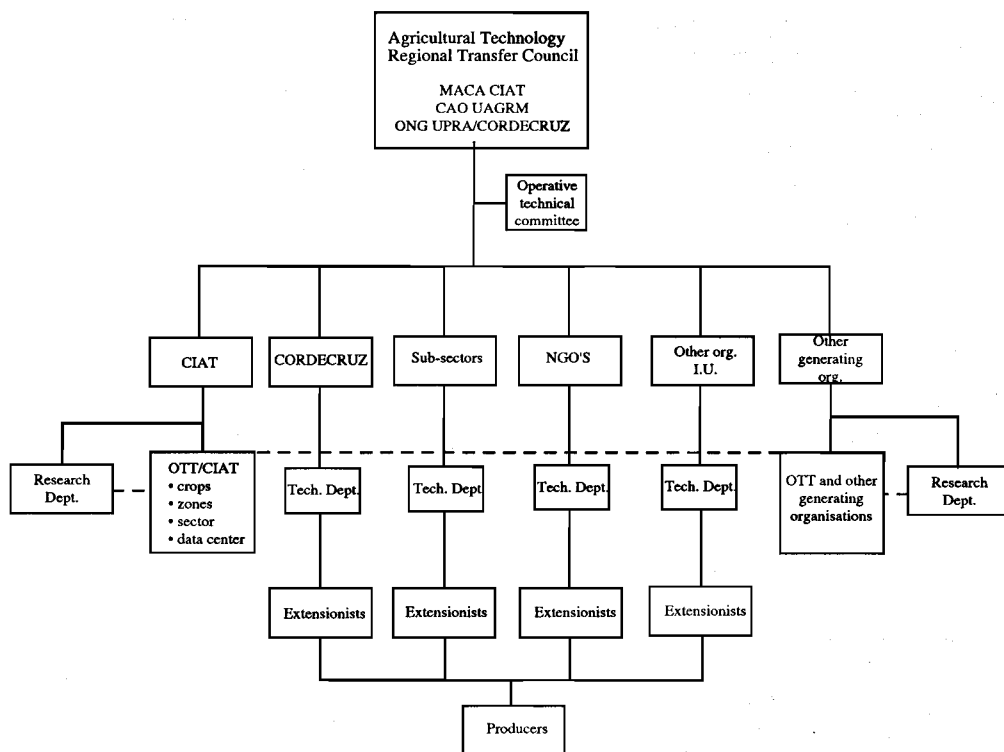 Agricultural Technology
Regional Transfer Council
MACA CIAT
CAO UAGRM
ONG UPRA/CORDECRUZ
Operative
technical
committee
CIAT
CORDECRUZ
Sub-sectors
NGO'S
Other org.
I.U.
Other
generating
org.
Research
Dept.
OTT/CIAT
• crops
• zones
• sector
• data center
Tech. Dept.
Tech. Dept.
Tech. Dept.
Tech. Dept.
OTT and other
generating
organisations
Research
Dept.
Extensionists
Extensionists
Extensionists
Extensionists
Producers